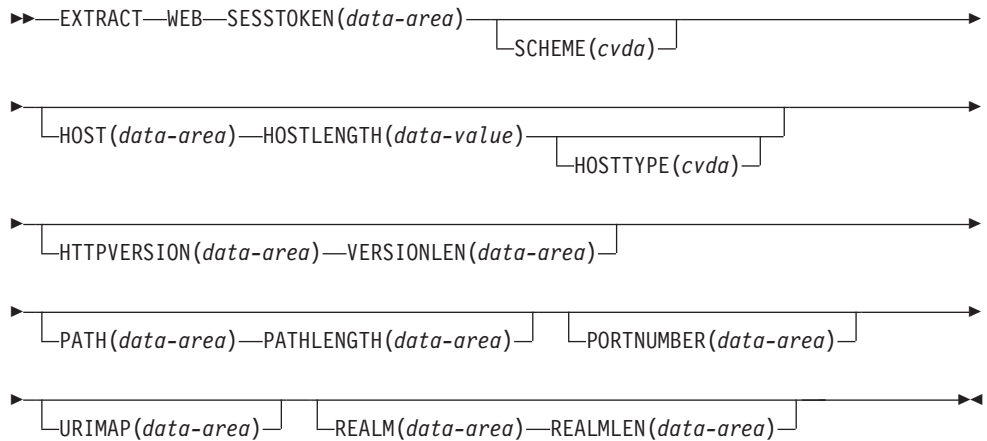 EXTRACT WEB SESSTOKEN(data-area)
SCHEME(cvda)
HOST(data-area) HOSTLENGTH(data-value)
HOSTTYPE(cvda)
HTTPVERSION(data-area) VERSIONLEN(data-area)
PATH(data-area) PATHLENGTH(data-area) PORTNUMBER(data-area)
URIMAP(data-area) REALM(data-area) REALMLEN(data-area)